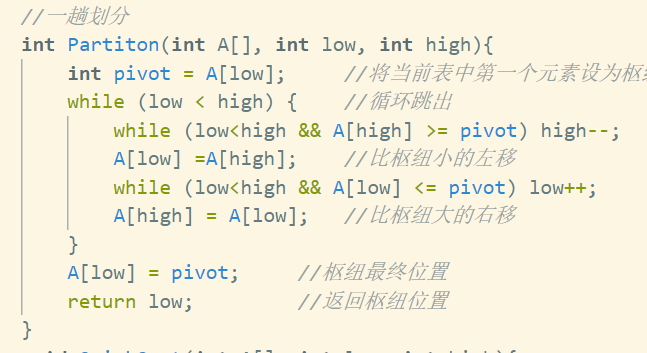 //一趟划分
int Partiton(int A[], int low, int high){
int pivot = A[low]; //将当前表中第一个元素设为枢
while (low < high) { //循环跳出
while (low<high && A[high] >= pivot) high--;
A[low] =A[high]; //比枢纽小的左移
while (low<high && A[low] <= pivot) low++;
A[high] = A[low]; //比枢纽大的右移
}
A[low] = pivot; //枢纽最终位置
return low; //返回枢纽位置
}